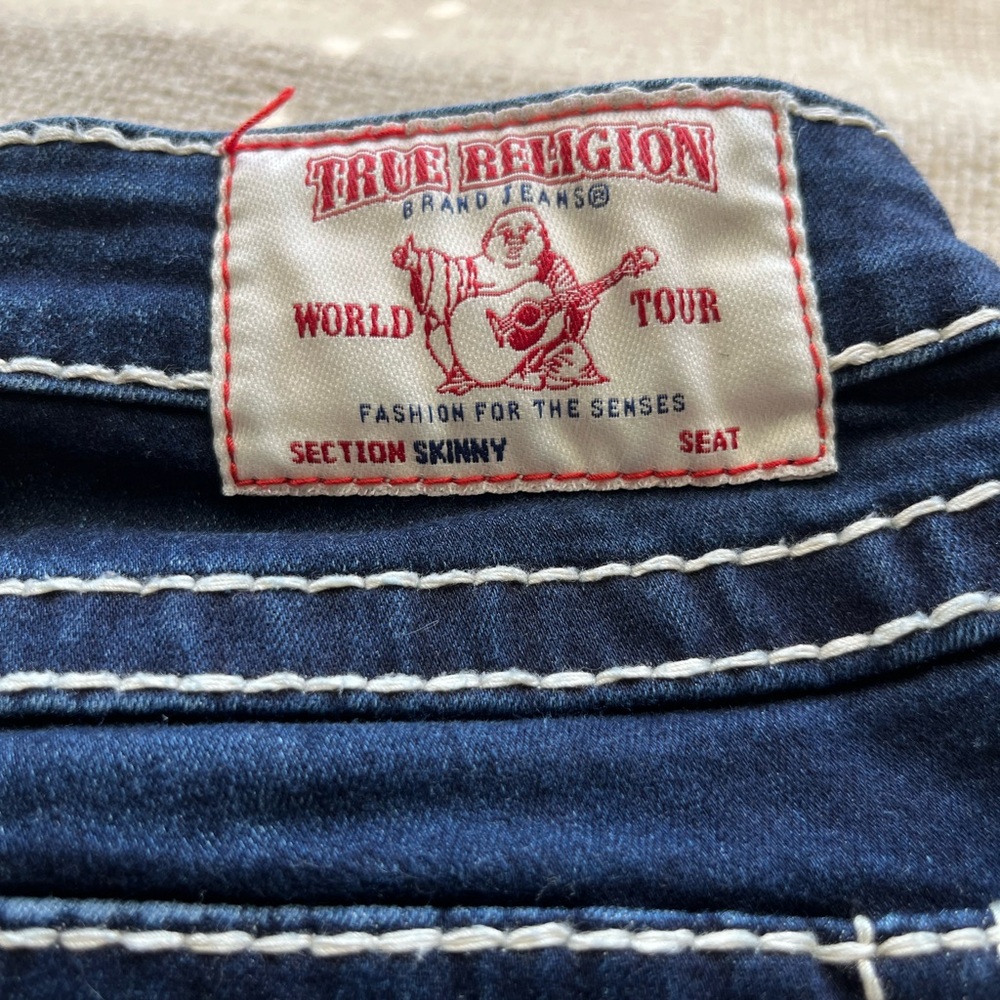 TRUE RELIGION
BRAND JEANS®
WORLD TOUR
FASHION FOR THE SENSES
SECTION SKINNY SEAT